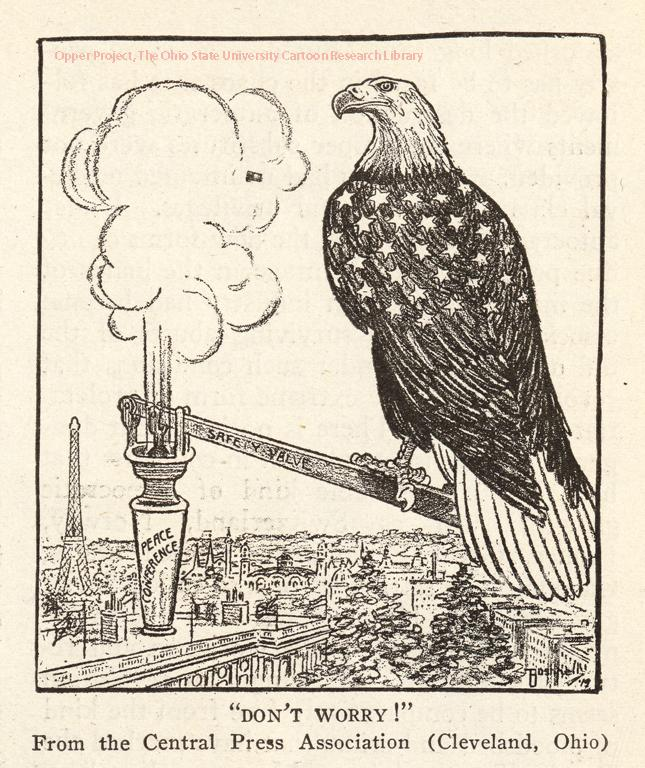 Opper Project, The Ohio State University Cartoon Research Library
SAFETY VALVE
PEACE
CONFERENCE
"DON'T WORRY!"
From the Central Press Association (Cleveland, Ohio)